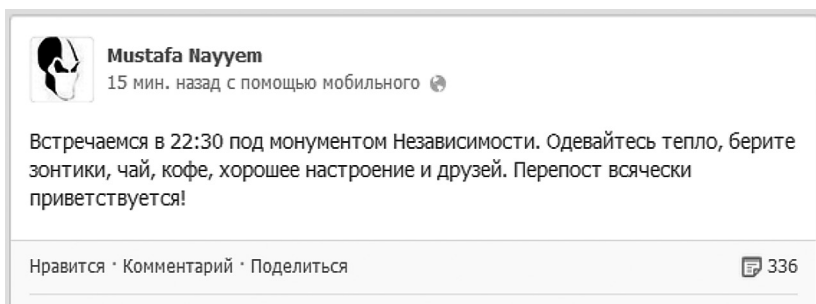 Mustafa Nayyem
15 мин. назад с помощью мобильного
Встречаемся в 22:30 под монументом Независимости. Одевайтесь тепло, берите
зонтики, чай, кофе, хорошее настроение и друзей. Перепост всячески
приветствуется!
Нравится · Комментарий · Поделиться 336